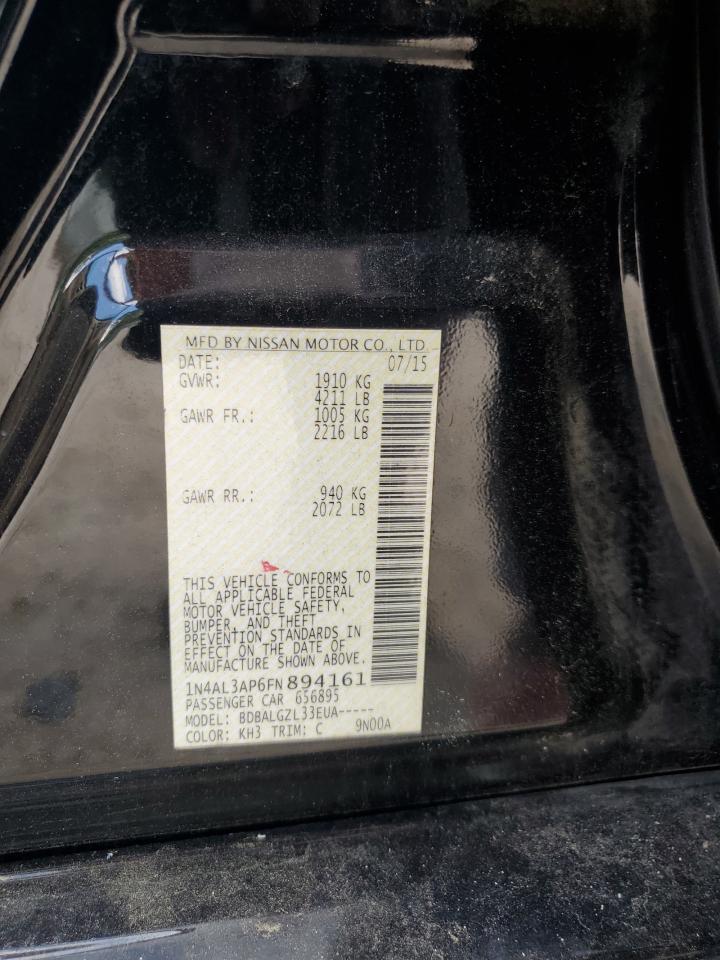 MFD BY NISSAN MOTOR CO., LTD.
DATE: 07/15
GVWR: 1910 KG
4211 LB
GAWR FR.: 1005 KG
2216 LB
GAWR RR.: 940 KG
2072 LB
THIS VEHICLE CONFORMS TO
ALL APPLICABLE FEDERAL
MOTOR VEHICLE SAFETY,
BUMPER, AND THEFT
PREVENTION STANDARDS IN
EFFECT ON THE DATE OF
MANUFACTURE SHOWN ABOVE.
1N4AL3AP6FN894161
PASSENGER CAR 656895
MODEL: BDBALGZL33EUA-----
COLOR: KH3 TRIM: C 9N00A